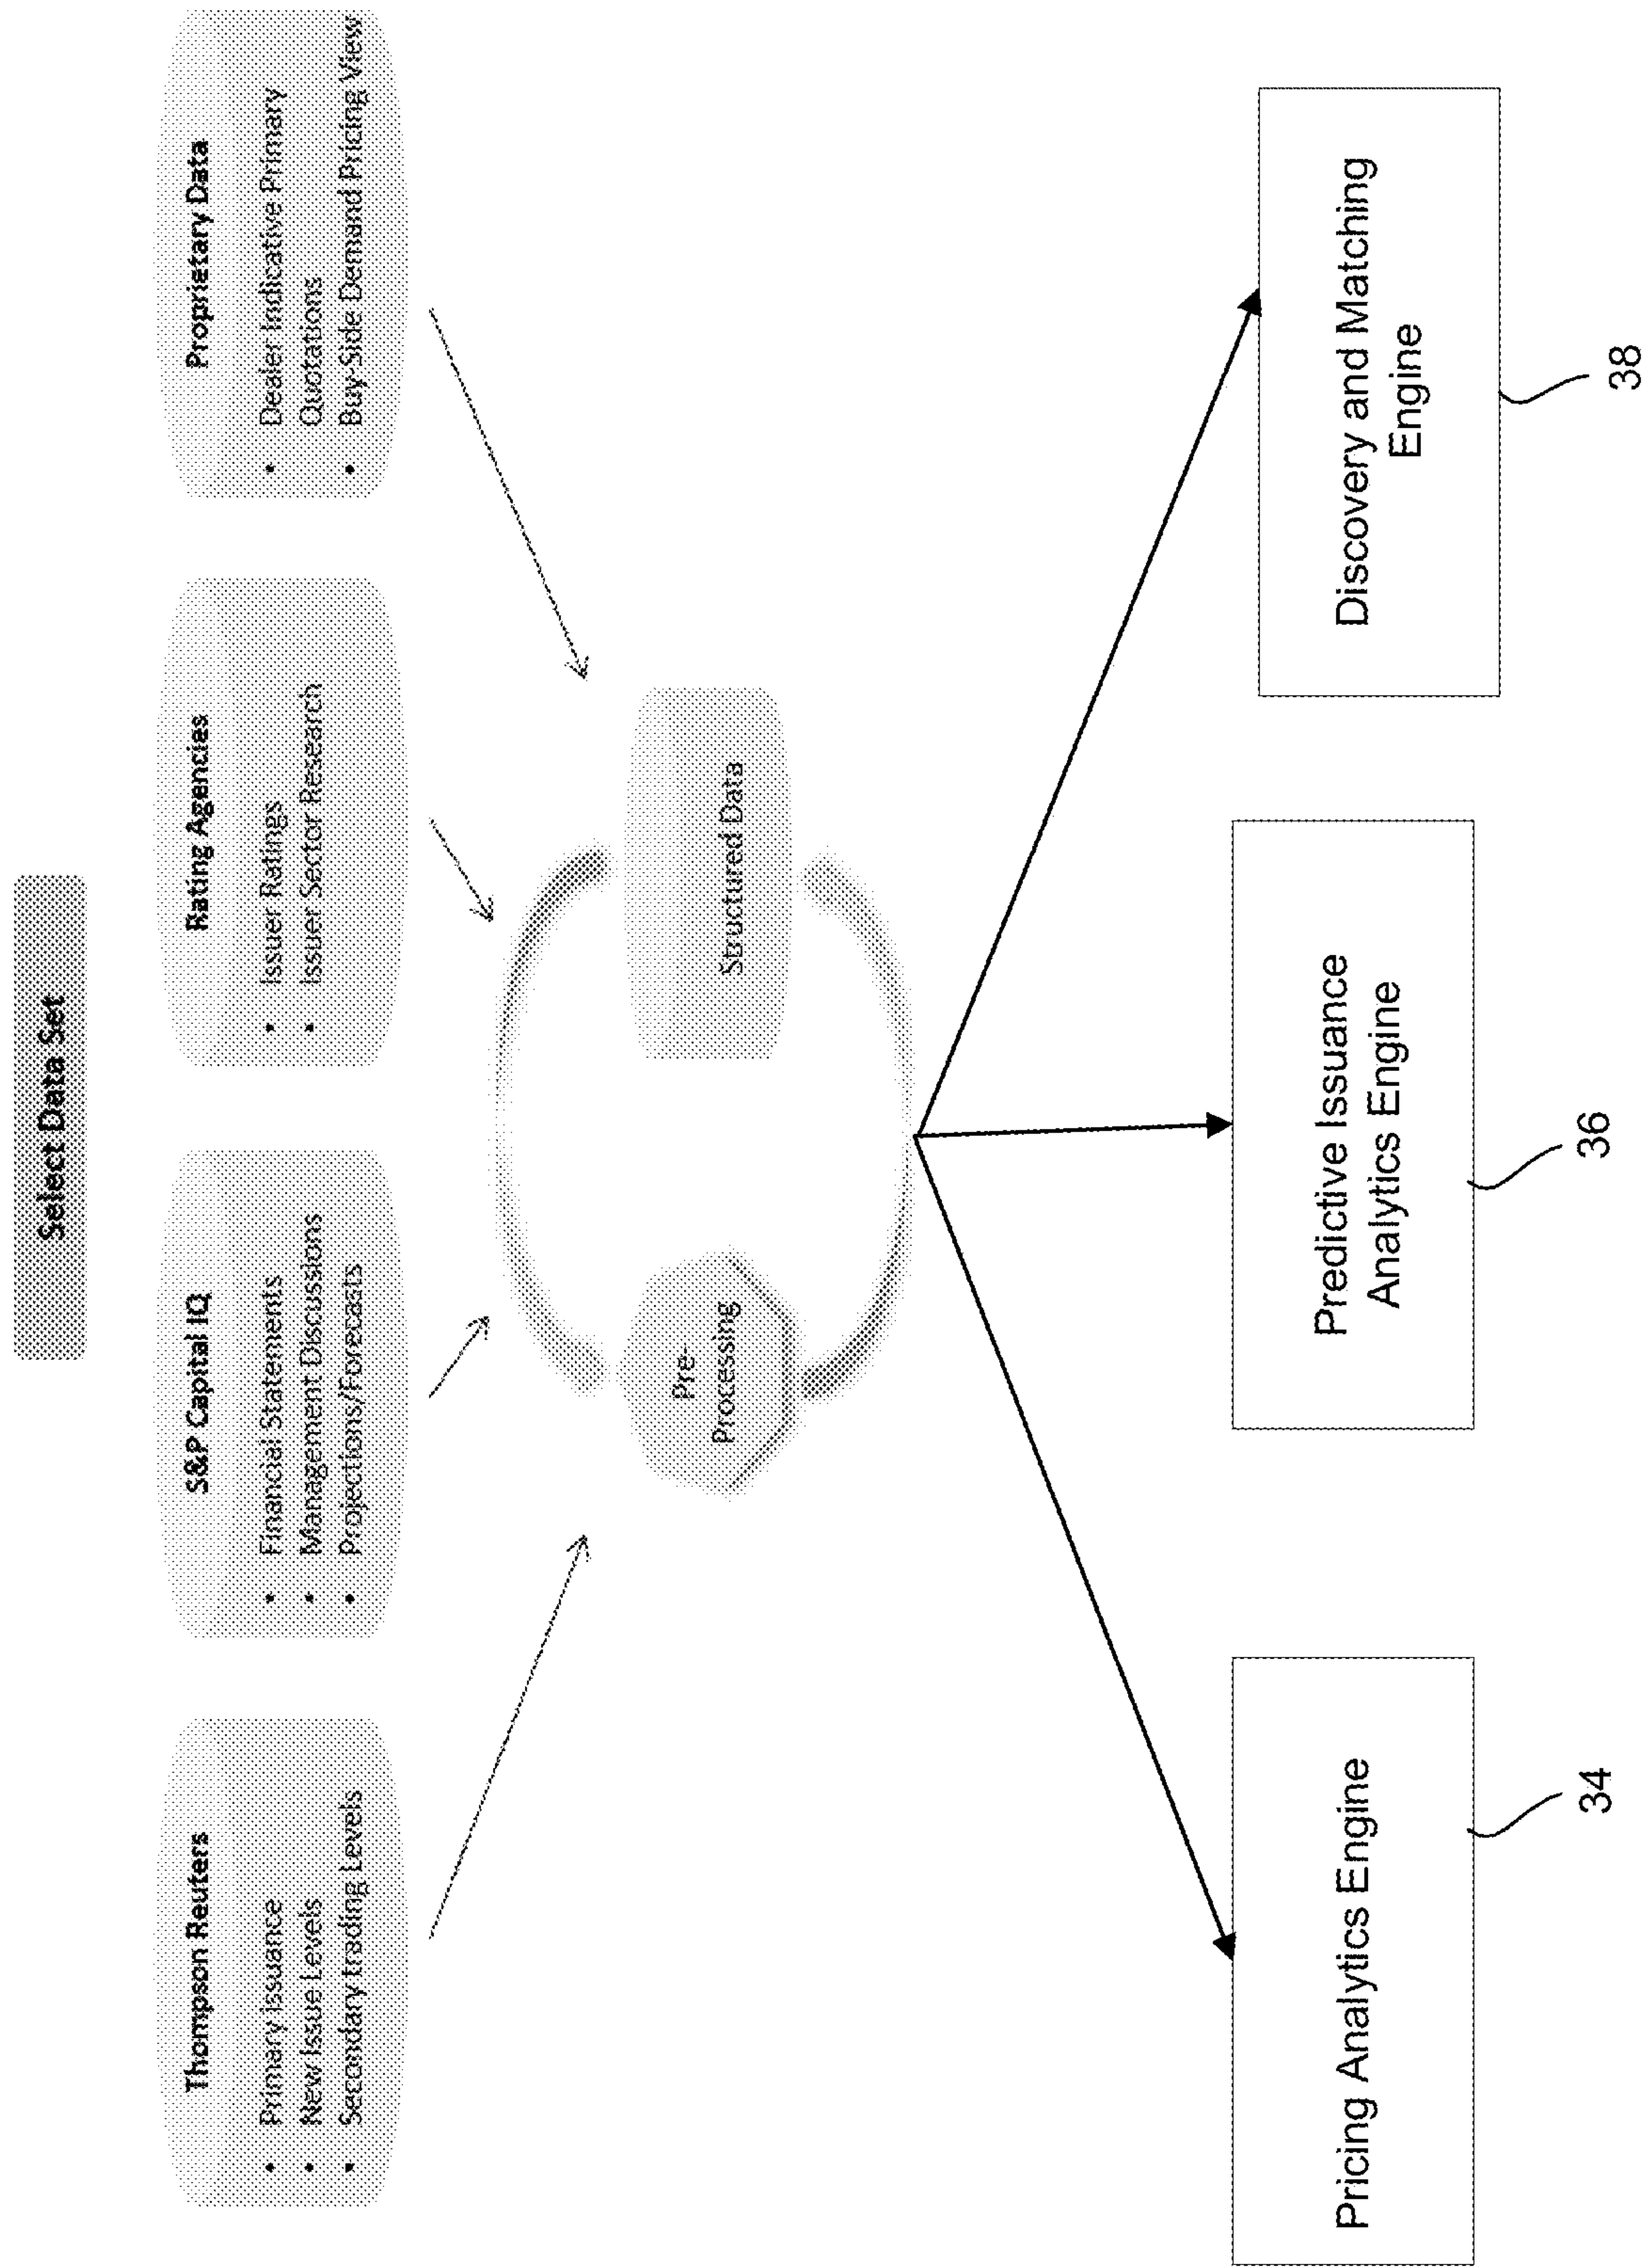 Select Data Set
Thompson Reuters
• Primary Issuance
• New Issue Levels
• Secondary trading Levels
S&P Capital IQ
• Financial Statements
• Management Discussions
• Projections/Forecasts
Rating Agencies
• Issuer Ratings
• Issuer Sector Research
Proprietary Data
• Dealer Indicative Primary
Quotations
• Buy-Side Demand Pricing View
Pre-
Processing
Structured Data
Pricing Analytics Engine
34
Predictive Issuance
Analytics Engine
36
Discovery and Matching
Engine
38